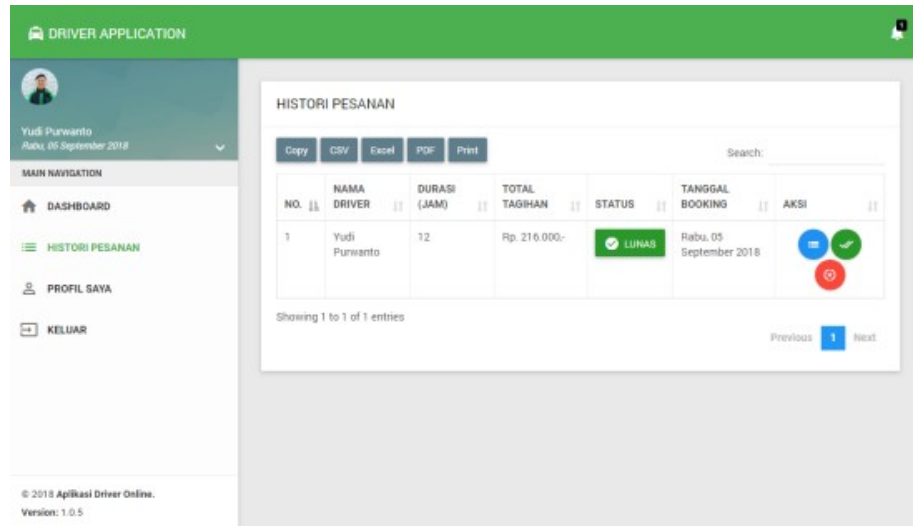 DRIVER APPLICATION
1
Yudi Purwanto
Rabu, 05 September 2018
MAIN NAVIGATION
DASHBOARD
HISTORI PESANAN
PROFIL SAYA
KELUAR
© 2018 Aplikasi Driver Online.
Version: 1.0.5
HISTORI PESANAN
Copy CSV Excel PDF Print
Search:
NO. NAMA DRIVER DURASI (JAM) TOTAL TAGIHAN STATUS TANGGAL BOOKING AKSI
1 Yudi Purwanto 12 Rp. 216.000,- LUNAS Rabu, 05 September 2018
Showing 1 to 1 of 1 entries
Previous 1 Next